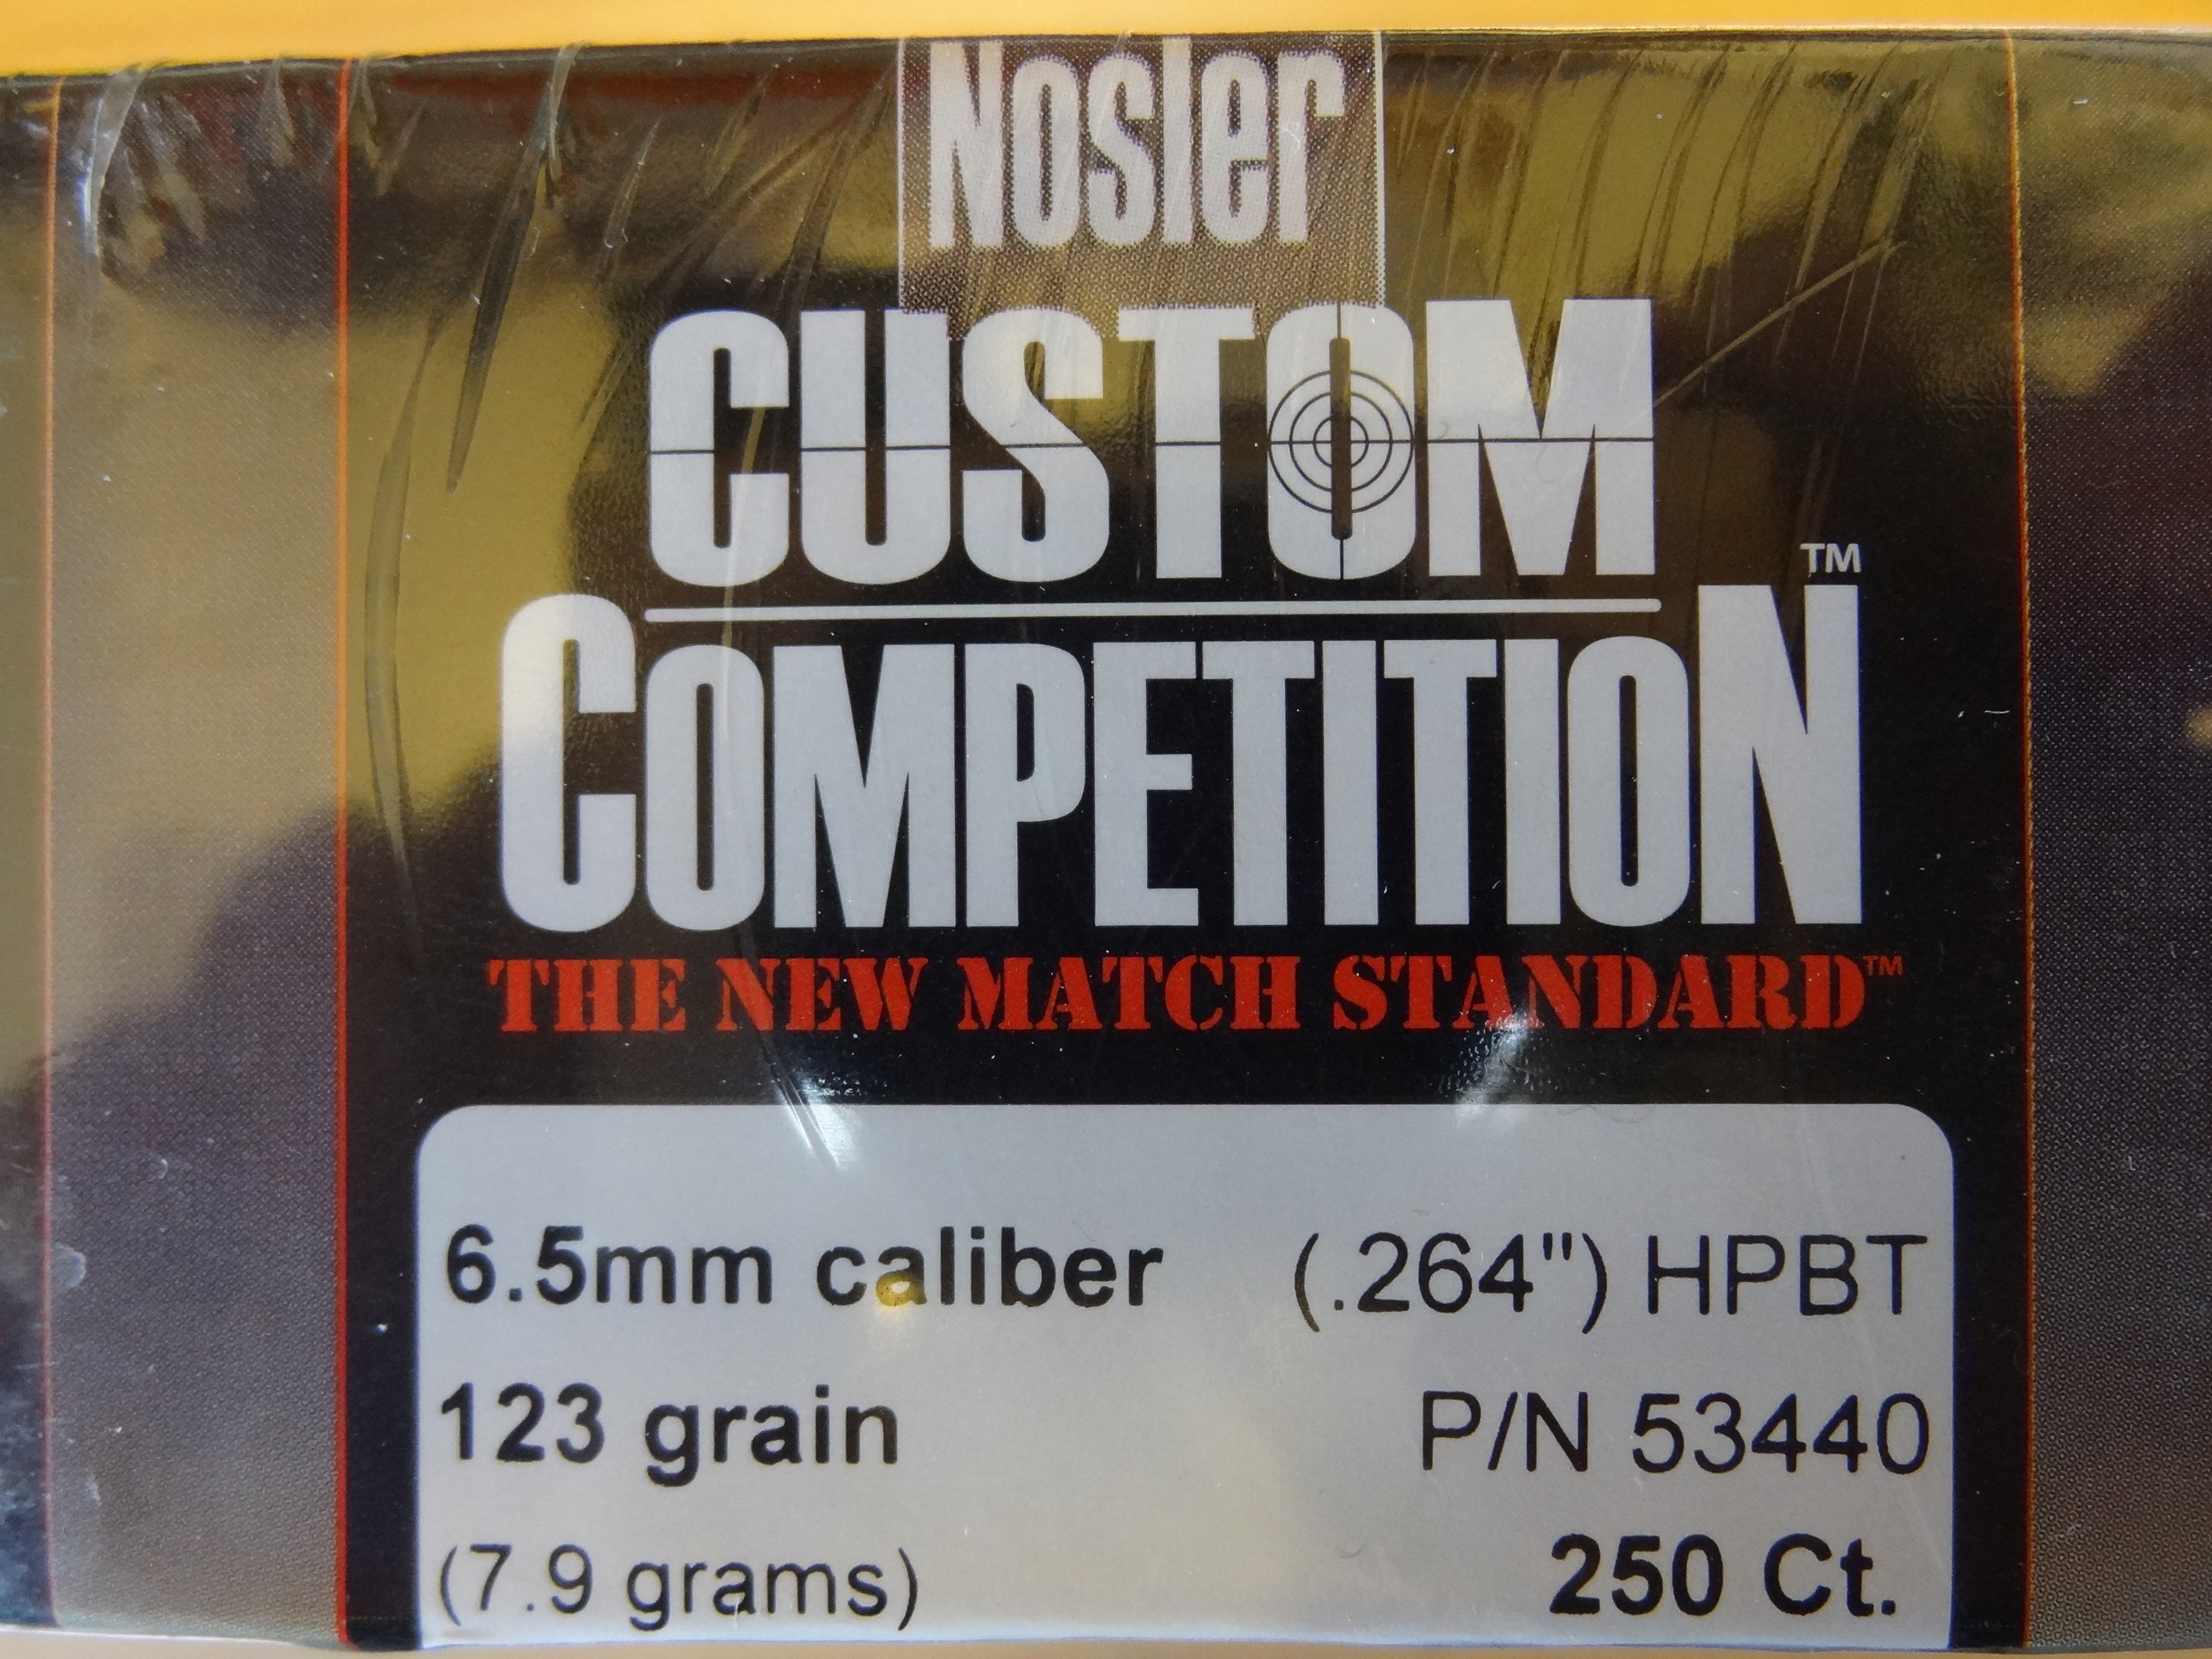 Nosler
CUSTOM
COMPETITION™
THE NEW MATCH STANDARD™
6.5mm caliber (.264") HPBT
123 grain P/N 53440
(7.9 grams) 250 Ct.